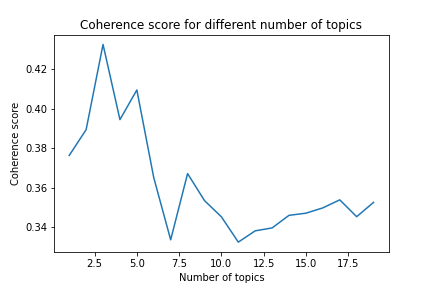 Coherence score for different number of topics
0.42
0.40
0.38
0.36
0.34
Coherence score
2.5 5.0 7.5 10.0 12.5 15.0 17.5
Number of topics